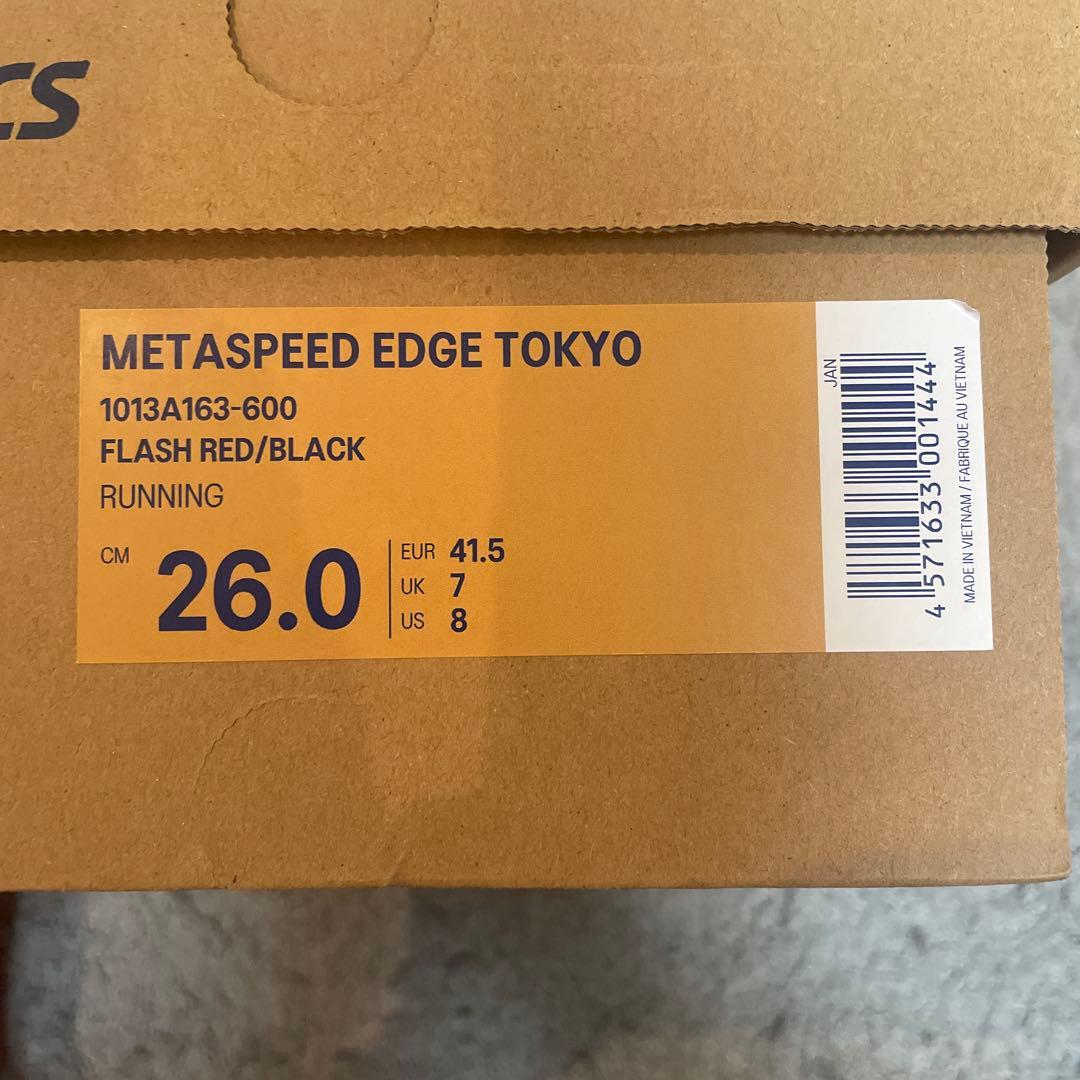 CS
METASPEED EDGE TOKYO
1013A163-600
FLASH RED/BLACK
RUNNING
CM 26.0
EUR 41.5
UK 7
US 8
JAN
4 571633 001444
MADE IN VIETNAM / FABRIQUE AU VIETNAM